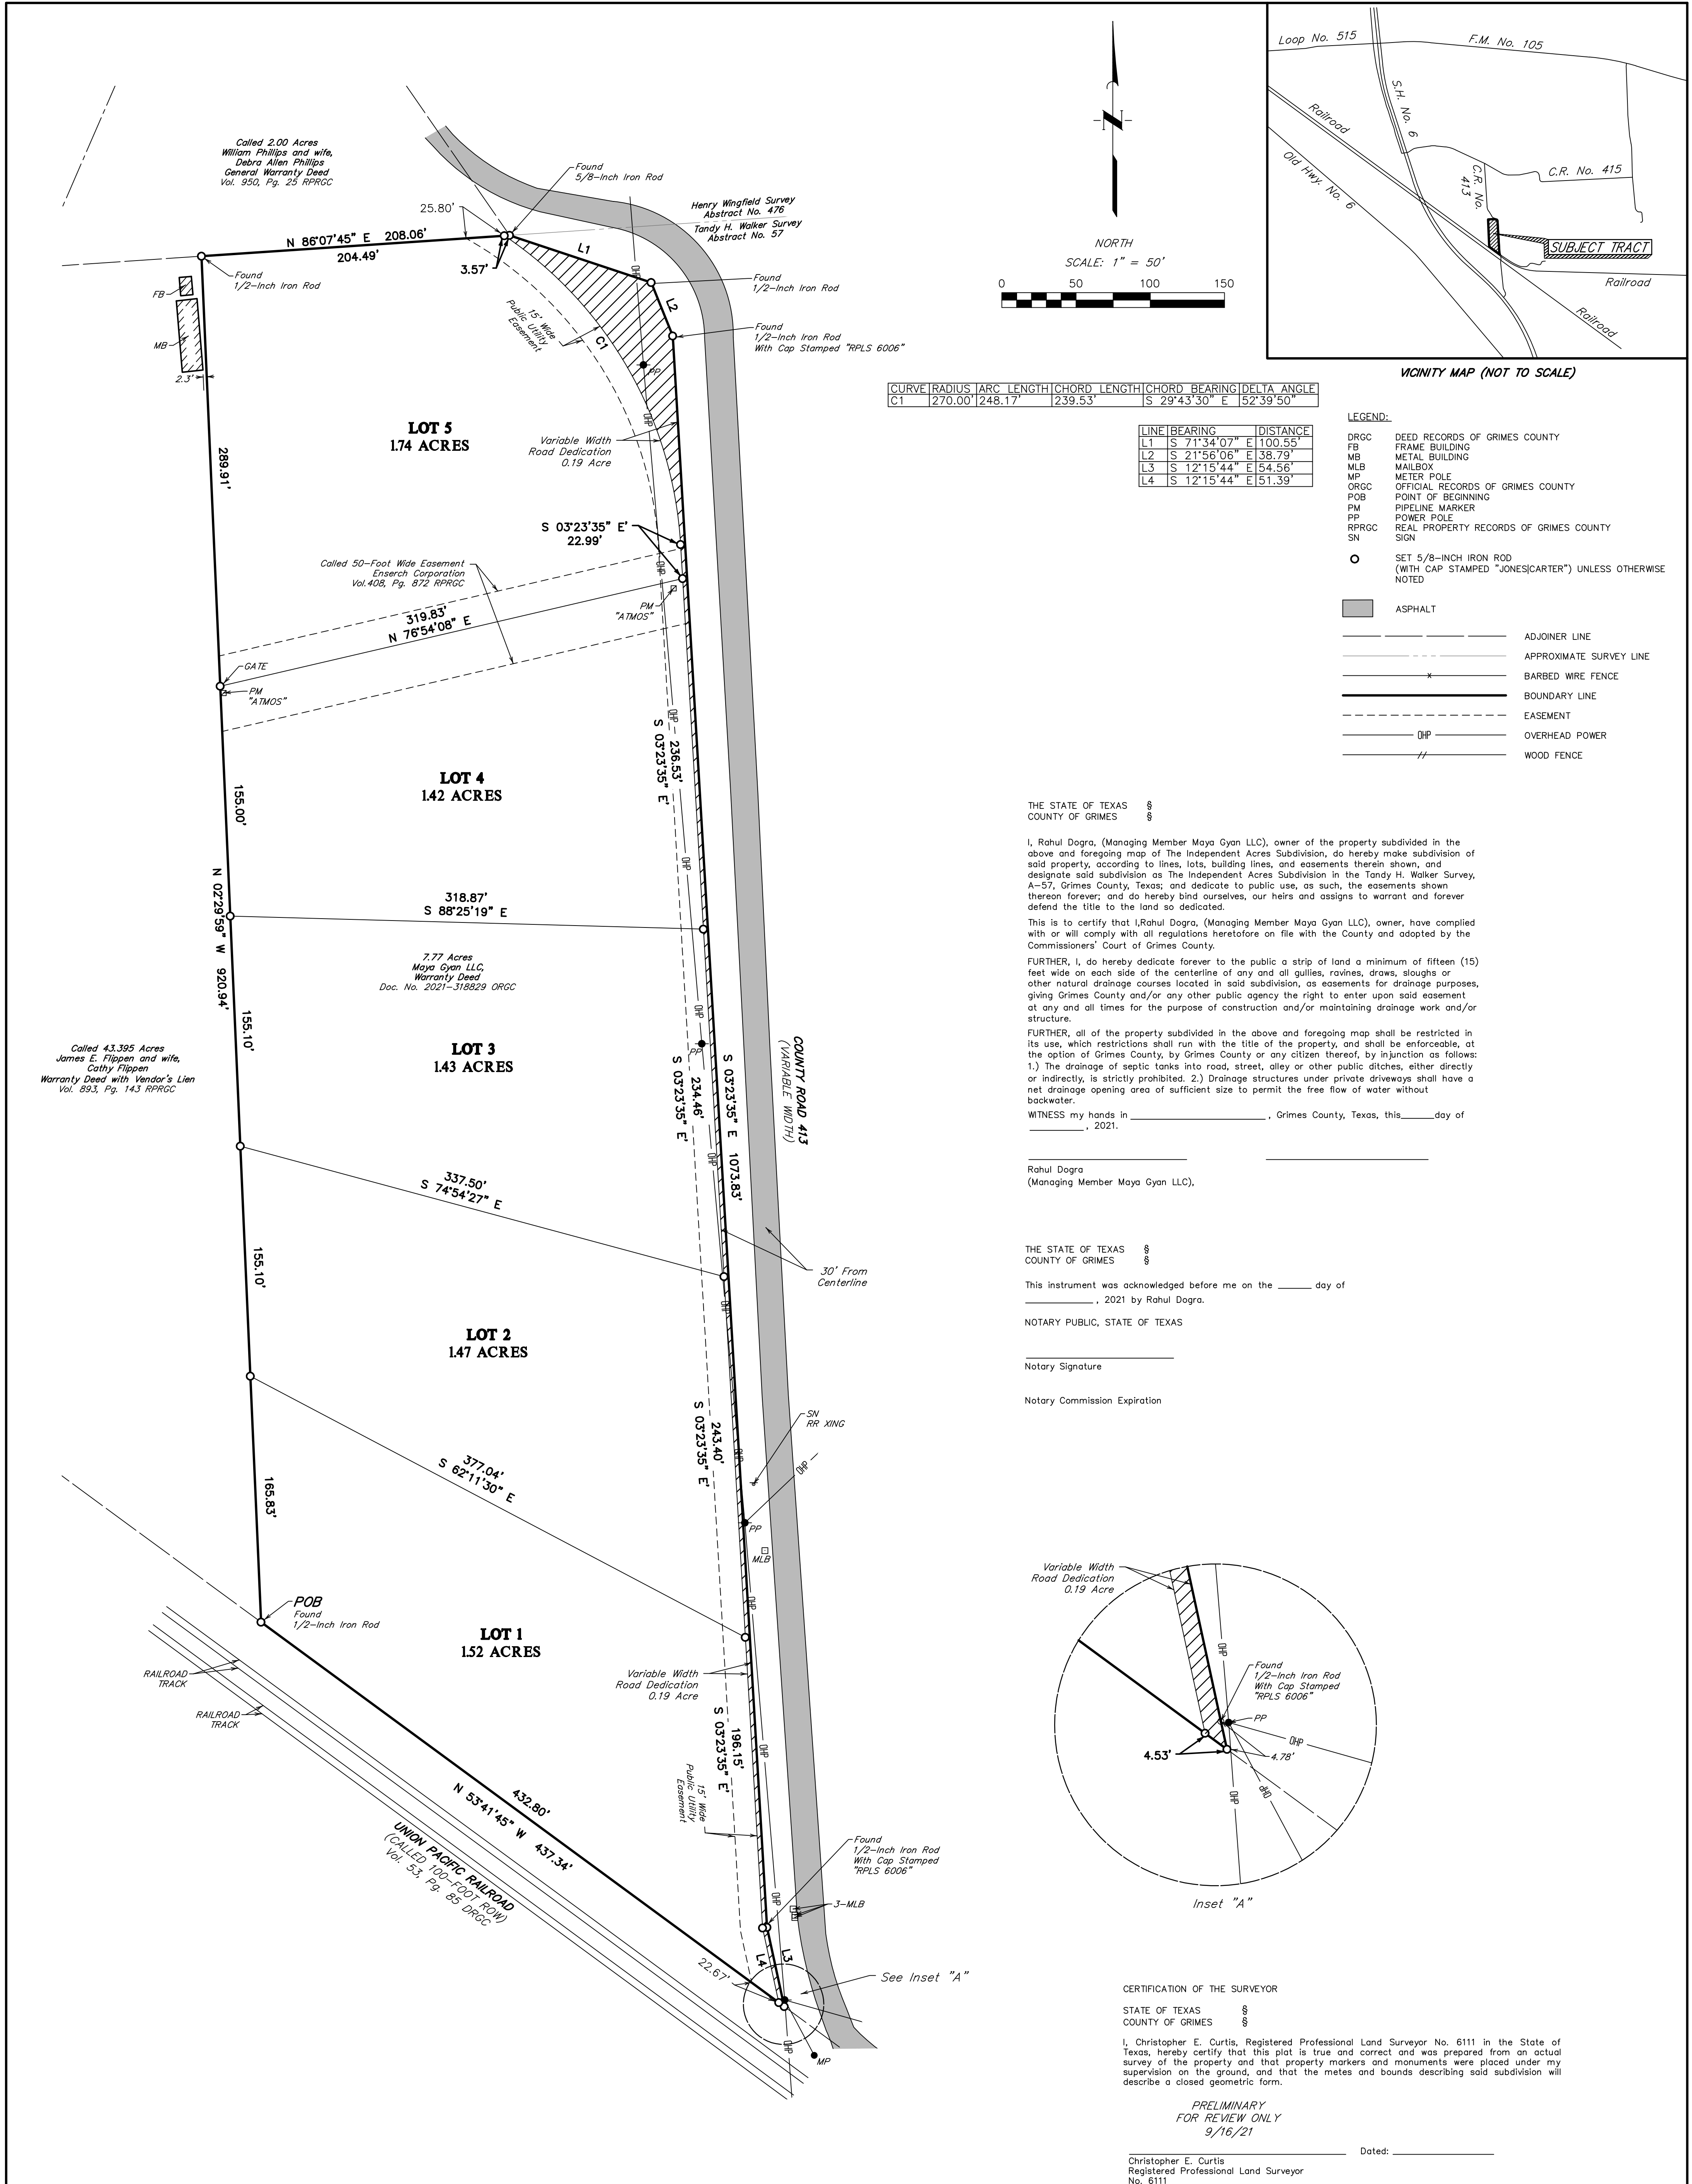 Loop No. 515
F.M. No. 105
S.H. No. 6
Railroad
Old Hwy. No. 6
C.R. No. 415
C.R. No.
413
SUBJECT TRACT
Railroad
Railroad
VICINITY MAP (NOT TO SCALE)
NORTH
SCALE: 1" = 50'
0 50 100 150
Called 2.00 Acres
William Phillips and wife,
Debra Allen Phillips
General Warranty Deed
Vol. 950, Pg. 25 RPRGC
Found
5/8-Inch Iron Rod
25.80'
Henry Wingfield Survey
Abstract No. 476
Tandy H. Walker Survey
Abstract No. 57
N 86°07'45" E 208.06'
204.49'
3.57'
L1
Found
1/2-Inch Iron Rod
Found
1/2-Inch Iron Rod
L2
FB
MB
2.3'
15' Wide
Public Utility
Easement
C1
OHP
PP
OHP
Found
1/2-Inch Iron Rod
With Cap Stamped "RPLS 6006"
CURVE RADIUS ARC LENGTH CHORD LENGTH CHORD BEARING DELTA ANGLE
C1 270.00' 248.17' 239.53' S 29°43'30" E 52°39'50"
LINE BEARING DISTANCE
L1 S 71°34'07" E 100.55'
L2 S 21°56'06" E 38.79'
L3 S 12°15'44" E 54.56'
L4 S 12°15'44" E 51.39'
LEGEND:
DRGC DEED RECORDS OF GRIMES COUNTY
FB FRAME BUILDING
MB METAL BUILDING
MLB MAILBOX
MP METER POLE
ORGC OFFICIAL RECORDS OF GRIMES COUNTY
POB POINT OF BEGINNING
PM PIPELINE MARKER
PP POWER POLE
RPRGC REAL PROPERTY RECORDS OF GRIMES COUNTY
SN SIGN
SET 5/8-INCH IRON ROD
(WITH CAP STAMPED "JONES|CARTER") UNLESS OTHERWISE
NOTED
ASPHALT
ADJOINER LINE
APPROXIMATE SURVEY LINE
x BARBED WIRE FENCE
BOUNDARY LINE
EASEMENT
OHP OVERHEAD POWER
// WOOD FENCE
LOT 5
1.74 ACRES
289.91'
Variable Width
Road Dedication
0.19 Acre
S 03°23'35" E'
22.99'
Called 50-Foot Wide Easement
Enserch Corporation
Vol.408, Pg. 872 RPRGC
OHP
319.83'
N 76°54'08" E
PM
"ATMOS"
GATE
PM
"ATMOS"
OHP
236.53'
S 03°23'35" E'
LOT 4
1.42 ACRES
155.00'
OHP
318.87'
S 88°25'19" E
N 02°29'59" W 920.94'
7.77 Acres
Maya Gyan LLC,
Warranty Deed
Doc. No. 2021-318829 ORGC
OHP
155.10'
LOT 3
1.43 ACRES
PP
234.46'
S 03°23'35" E'
S 03°23'35" E 1073.83'
COUNTY ROAD 413
(VARIABLE WIDTH)
Called 43.395 Acres
James E. Flippen and wife,
Cathy Flippen
Warranty Deed with Vendor's Lien
Vol. 893, Pg. 143 RPRGC
OHP
337.50'
S 74°54'27" E
155.10'
30' From
Centerline
OHP
LOT 2
1.47 ACRES
243.40'
S 03°23'35" E'
SN
RR XING
OHP
OHP
377.04'
S 62°11'30" E
165.83'
PP
MLB
OHP
POB
Found
1/2-Inch Iron Rod
LOT 1
1.52 ACRES
Variable Width
Road Dedication
0.19 Acre
RAILROAD
TRACK
RAILROAD
TRACK
196.15'
S 03°23'35" E'
OHP
15' Wide
Public Utility
Easement
432.80'
N 53°41'45" W 437.34'
UNION PACIFIC RAILROAD
(CALLED 100-FOOT ROW)
Vol. 53, Pg. 85 DRGC
Found
1/2-Inch Iron Rod
With Cap Stamped
"RPLS 6006"
OHP
3-MLB
L3
L4
22.67'
See Inset "A"
OHP
MP
THE STATE OF TEXAS §
COUNTY OF GRIMES §
I, Rahul Dogra, (Managing Member Maya Gyan LLC), owner of the property subdivided in the
above and foregoing map of The Independent Acres Subdivision, do hereby make subdivision of
said property, according to lines, lots, building lines, and easements therein shown, and
designate said subdivision as The Independent Acres Subdivision in the Tandy H. Walker Survey,
A-57, Grimes County, Texas; and dedicate to public use, as such, the easements shown
thereon forever; and do hereby bind ourselves, our heirs and assigns to warrant and forever
defend the title to the land so dedicated.
This is to certify that I,Rahul Dogra, (Managing Member Maya Gyan LLC), owner, have complied
with or will comply with all regulations heretofore on file with the County and adopted by the
Commissioners' Court of Grimes County.
FURTHER, I, do hereby dedicate forever to the public a strip of land a minimum of fifteen (15)
feet wide on each side of the centerline of any and all gullies, ravines, draws, sloughs or
other natural drainage courses located in said subdivision, as easements for drainage purposes,
giving Grimes County and/or any other public agency the right to enter upon said easement
at any and all times for the purpose of construction and/or maintaining drainage work and/or
structure.
FURTHER, all of the property subdivided in the above and foregoing map shall be restricted in
its use, which restrictions shall run with the title of the property, and shall be enforceable, at
the option of Grimes County, by Grimes County or any citizen thereof, by injunction as follows:
1.) The drainage of septic tanks into road, street, alley or other public ditches, either directly
or indirectly, is strictly prohibited. 2.) Drainage structures under private driveways shall have a
net drainage opening area of sufficient size to permit the free flow of water without
backwater.
WITNESS my hands in ____________ , Grimes County, Texas, this____day of
________ , 2021.
Rahul Dogra
(Managing Member Maya Gyan LLC),
THE STATE OF TEXAS §
COUNTY OF GRIMES §
This instrument was acknowledged before me on the _____ day of
__________ , 2021 by Rahul Dogra.
NOTARY PUBLIC, STATE OF TEXAS
Notary Signature
Notary Commission Expiration
Variable Width
Road Dedication
0.19 Acre
OHP
Found
1/2-Inch Iron Rod
With Cap Stamped
"RPLS 6006"
PP
OHP
4.53'
4.78'
OHP
OHP
Inset "A"
CERTIFICATION OF THE SURVEYOR
STATE OF TEXAS §
COUNTY OF GRIMES §
I, Christopher E. Curtis, Registered Professional Land Surveyor No. 6111 in the State of
Texas, hereby certify that this plat is true and correct and was prepared from an actual
survey of the property and that property markers and monuments were placed under my
supervision on the ground, and that the metes and bounds describing said subdivision will
describe a closed geometric form.
PRELIMINARY
FOR REVIEW ONLY
9/16/21
Dated: __________
Christopher E. Curtis
Registered Professional Land Surveyor
No. 6111